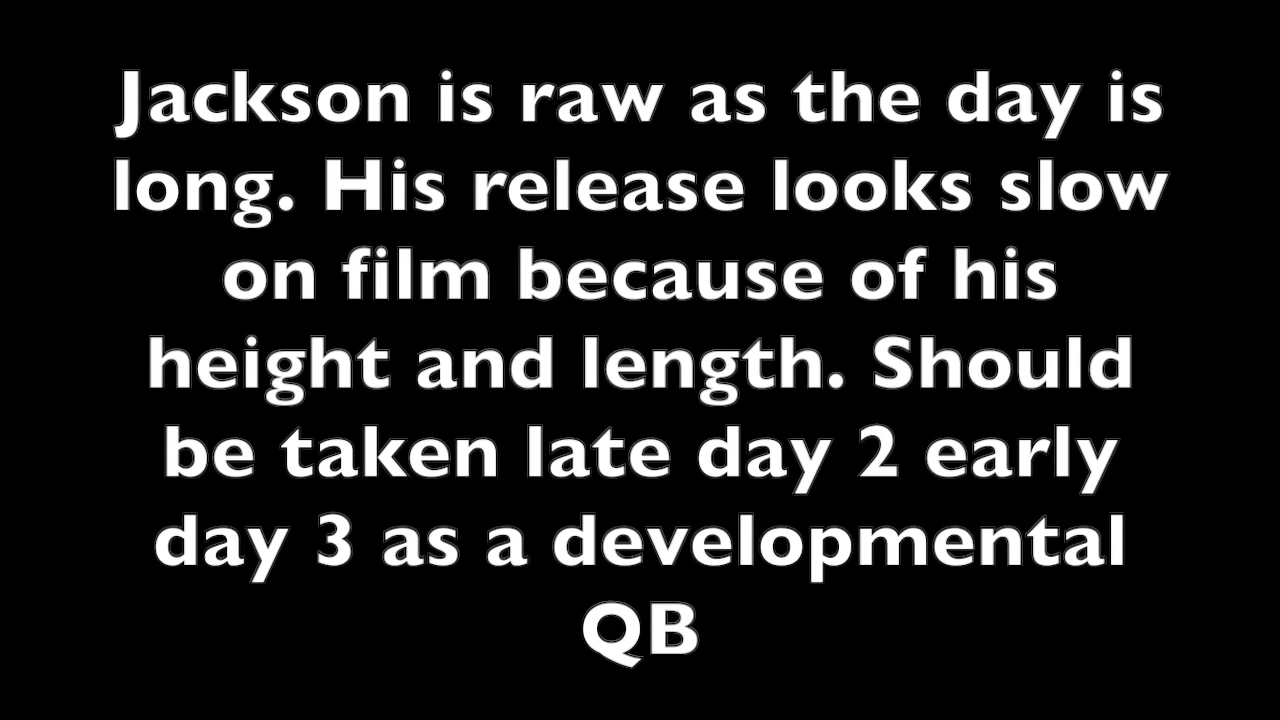 Jackson is raw as the day is
long. His release looks slow
on film because of his
height and length. Should
be taken late day 2 early
day 3 as a developmental
QB